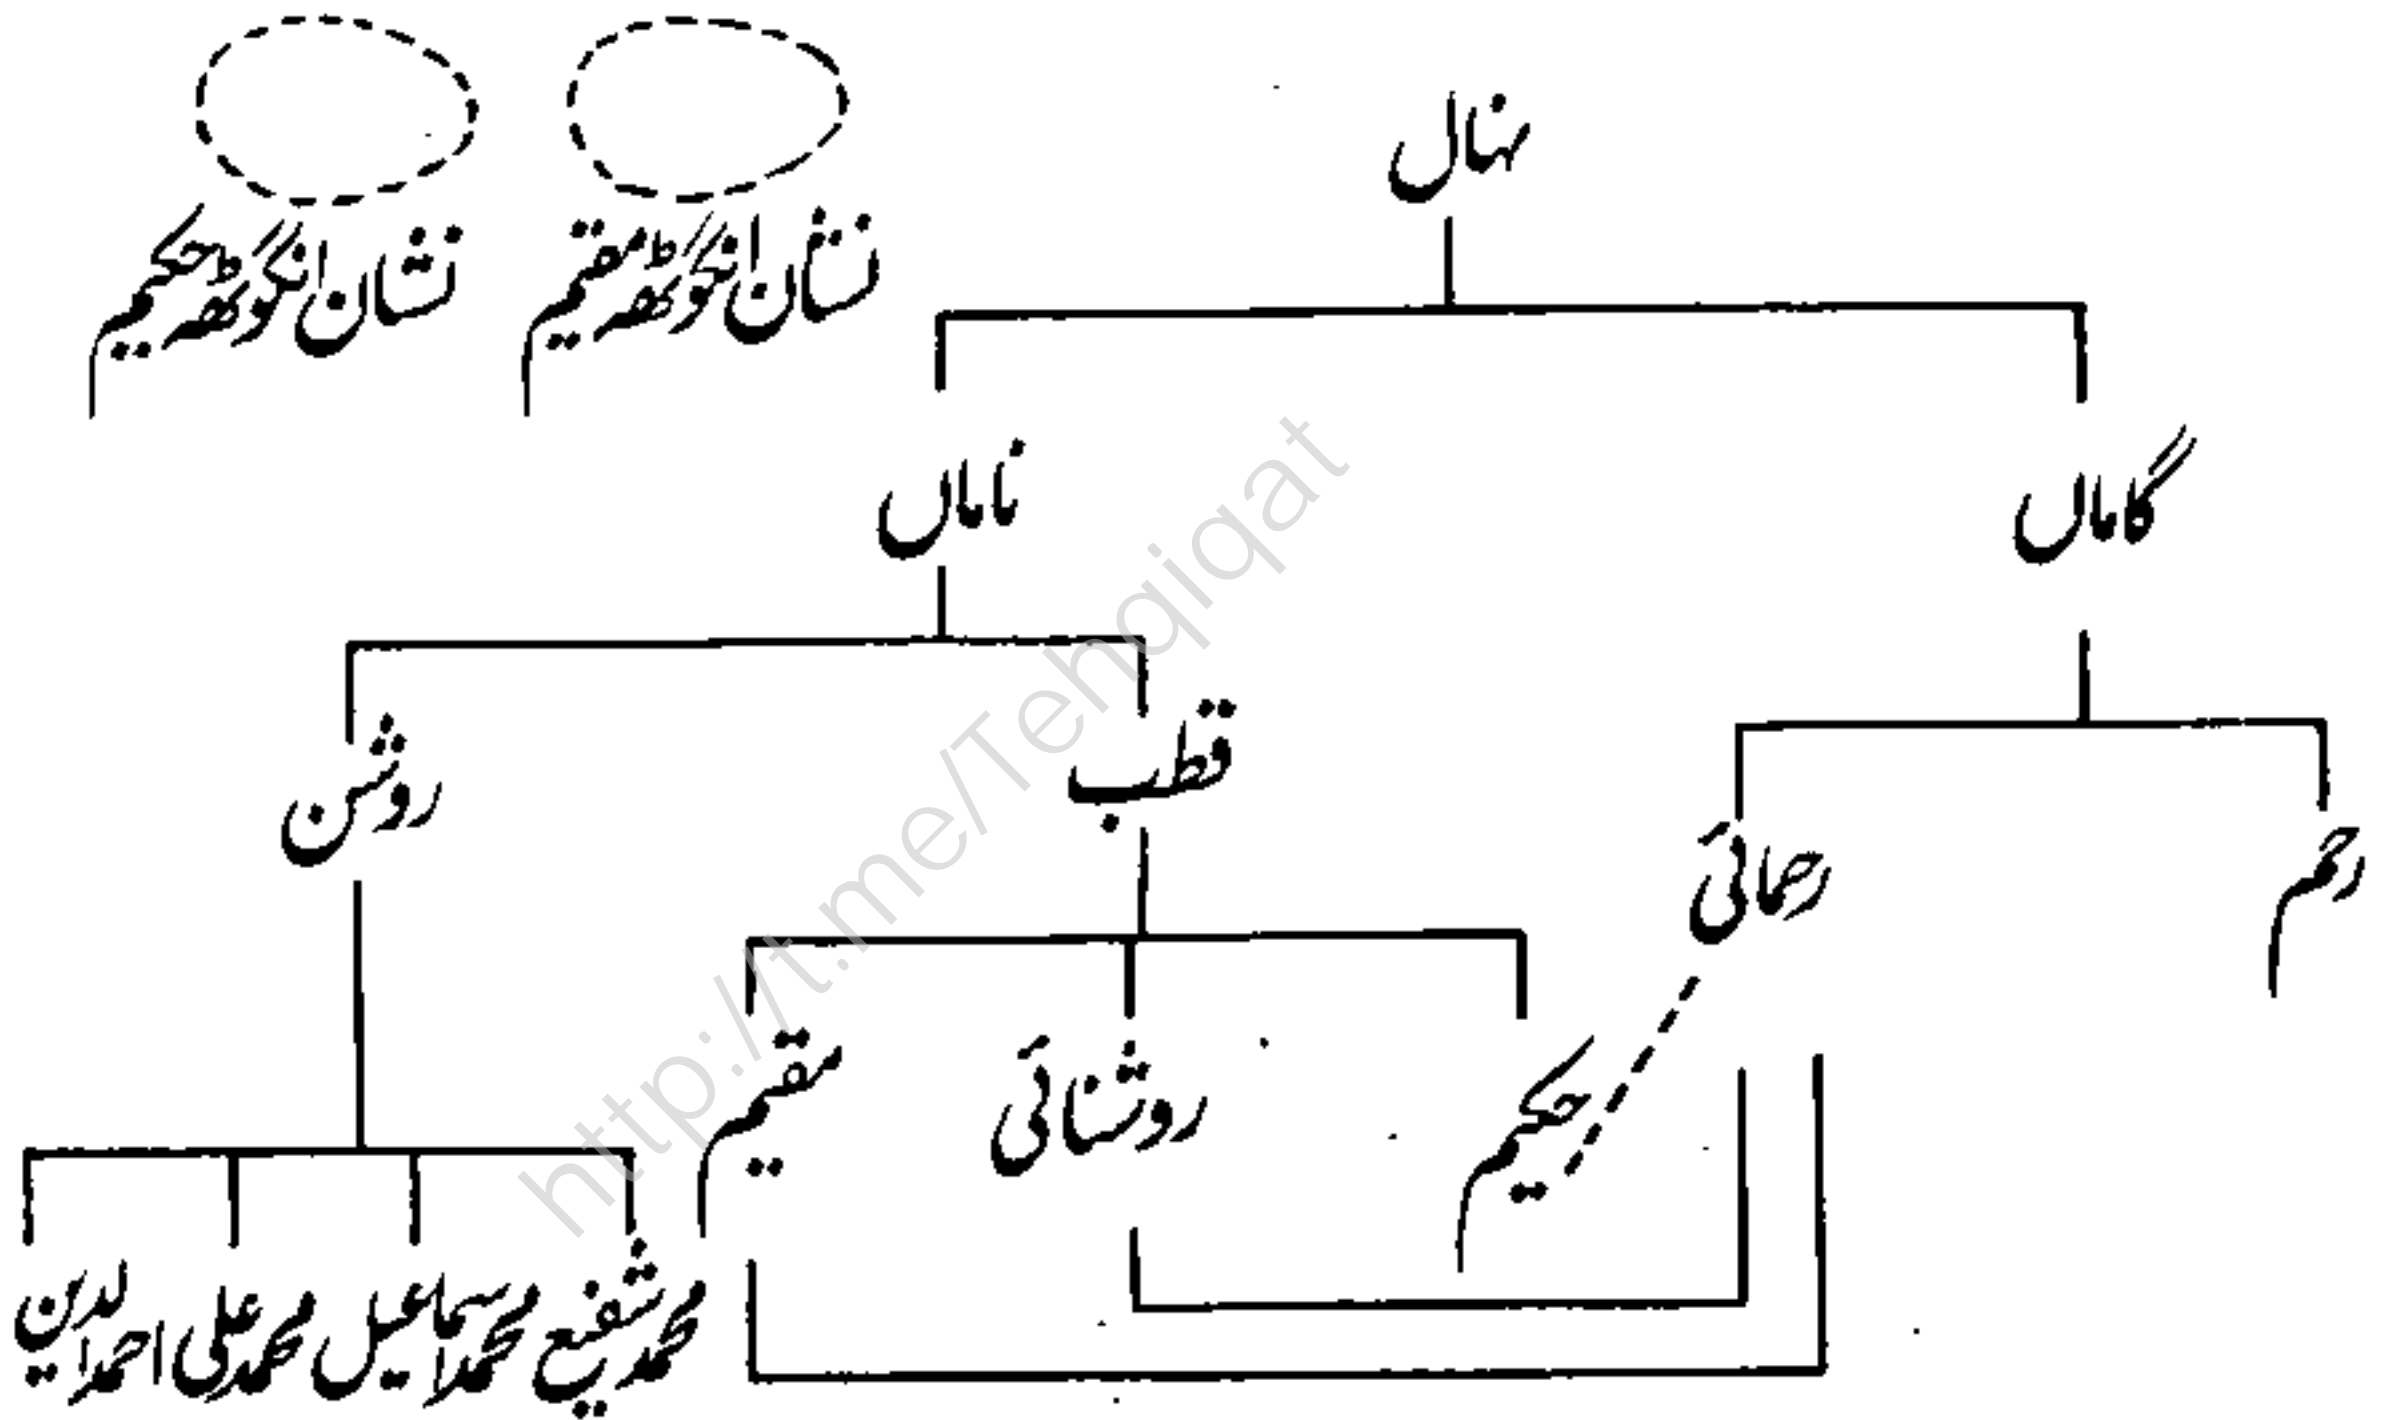 نہال
نشان انگوٹھہ مقیم
نشان انگوٹھہ حکیم
گاماں
ناماں
رحم
رحمائی
قطب
روشن
حکیم
روشنائی
مقیم
محمد شفیع
محمد اسماعیل
محمد علی
احمد الدین
http://t.me/Tehqiqat